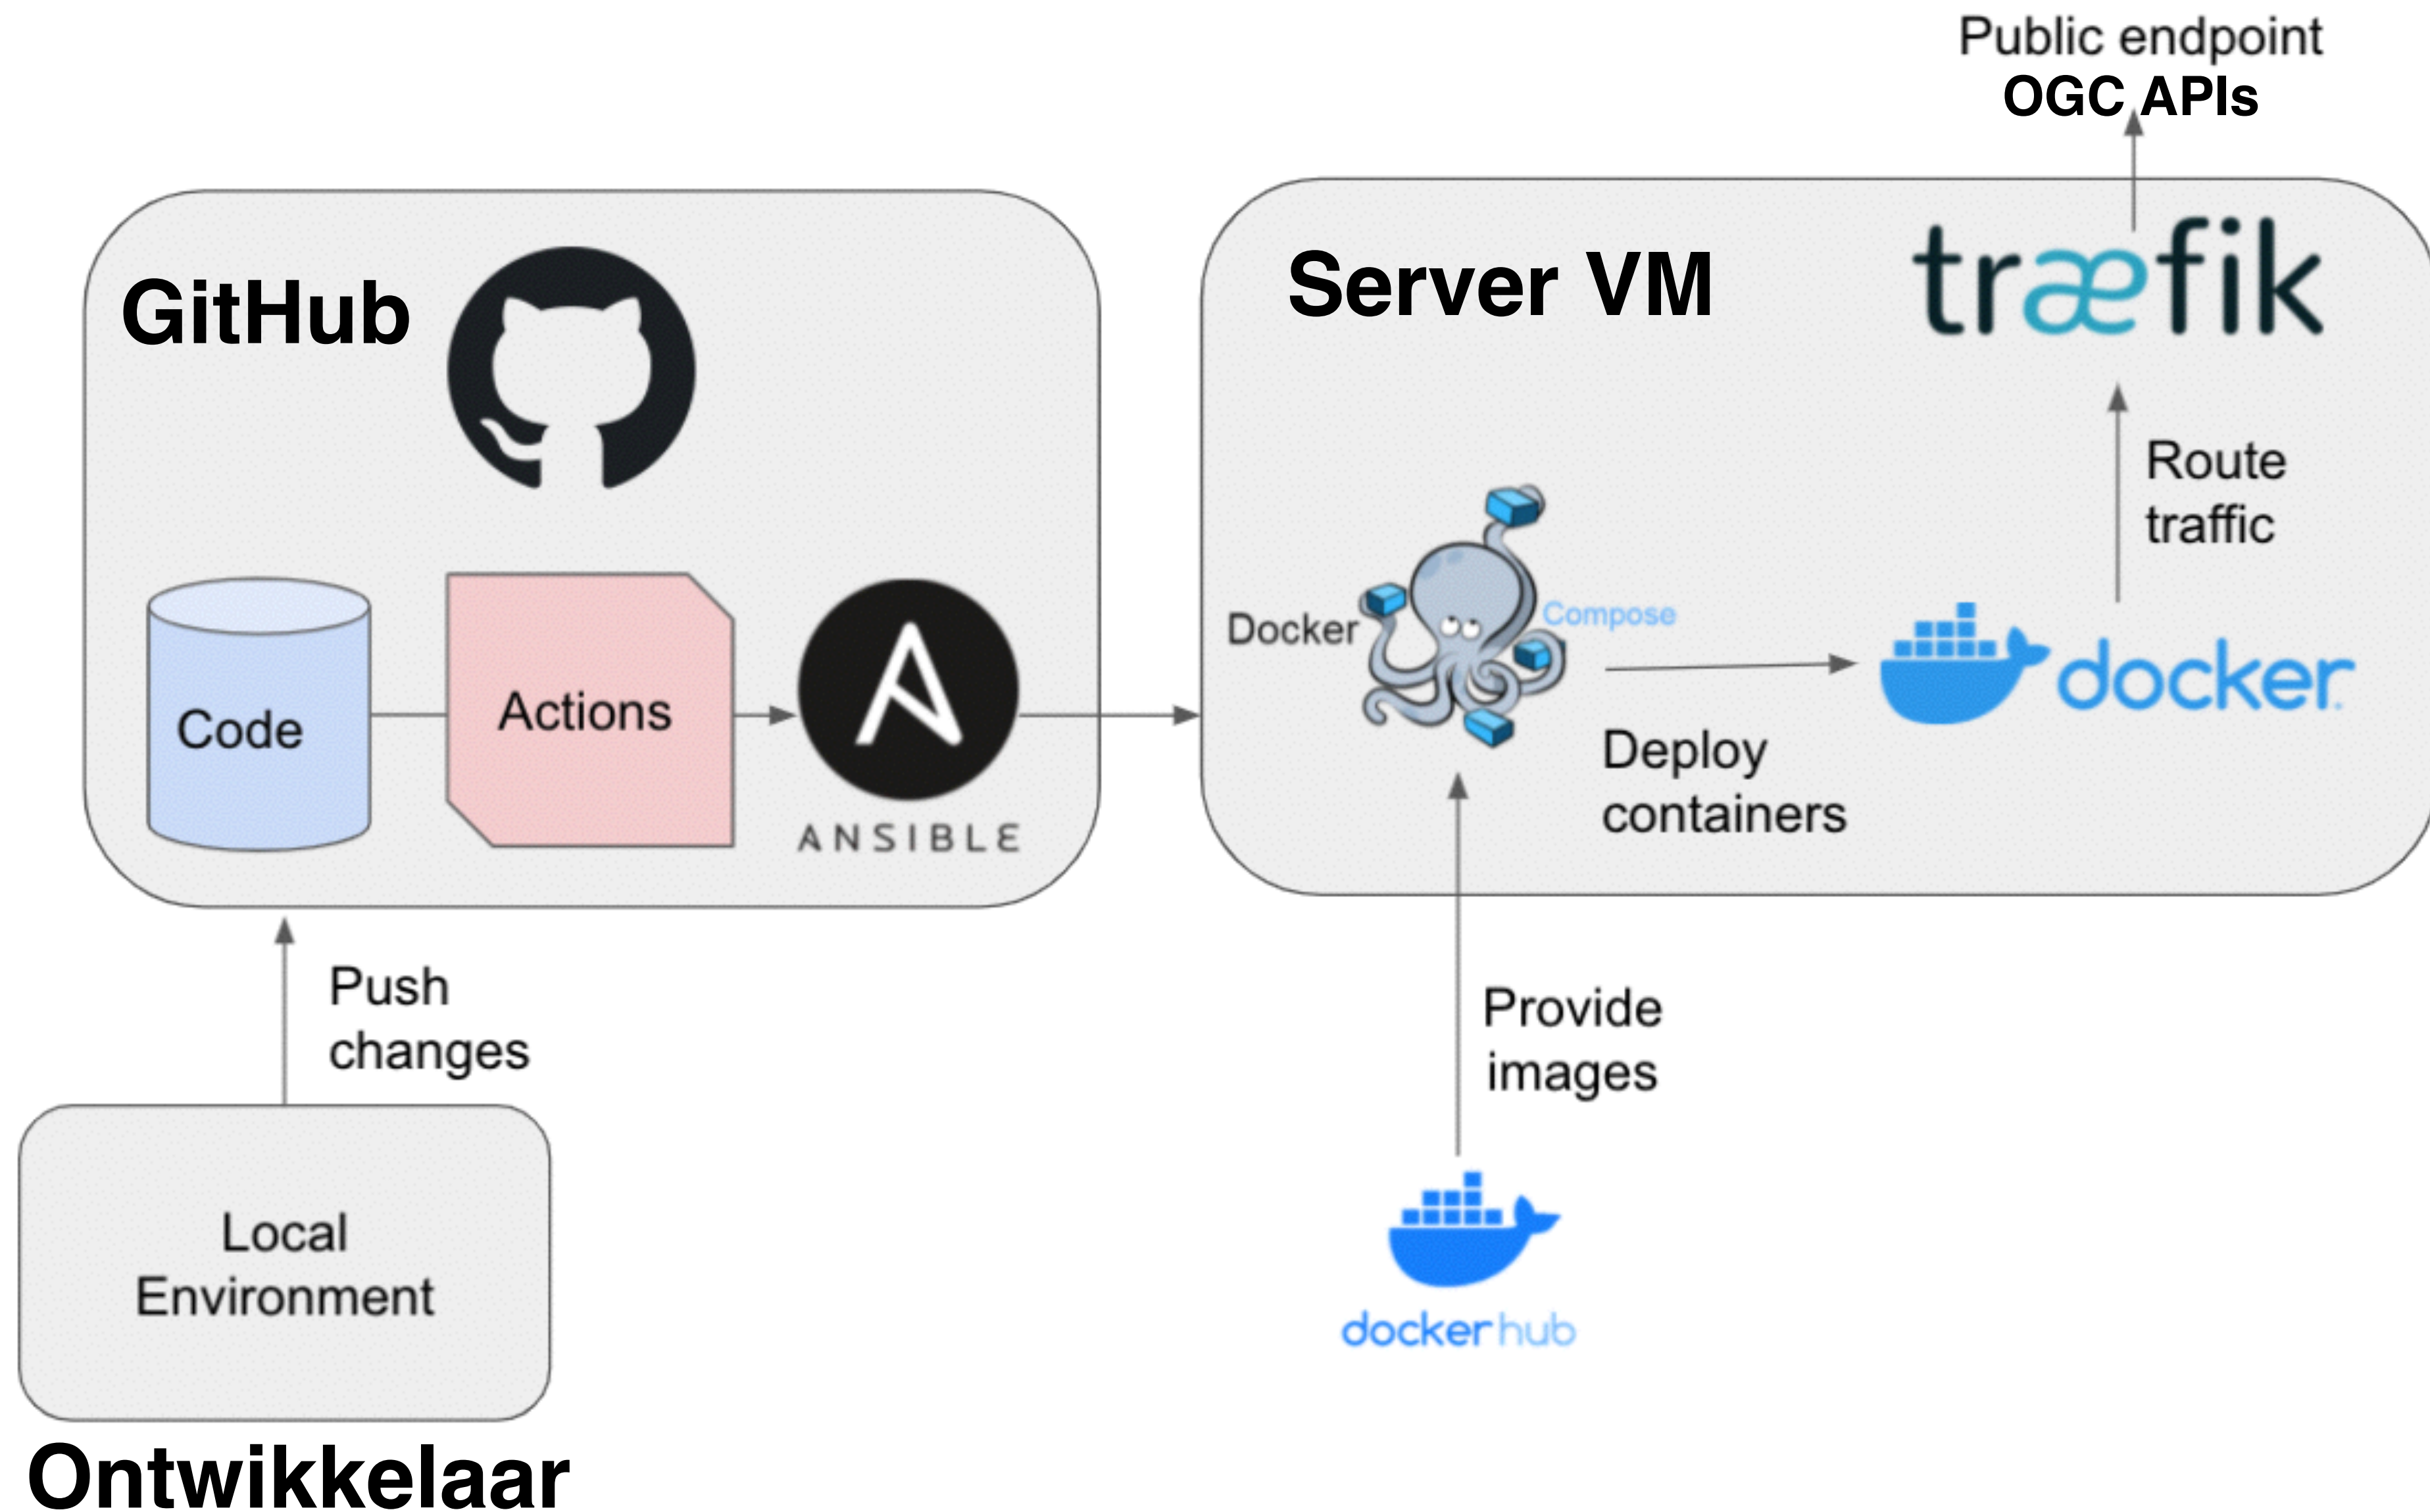 Public endpoint
OGC APIs
GitHub
Server VM
træfik
Route
traffic
Docker
Compose
docker
Code
Actions
ANSIBLE
Deploy
containers
Push
changes
Provide
images
Local
Environment
dockerhub
Ontwikkelaar